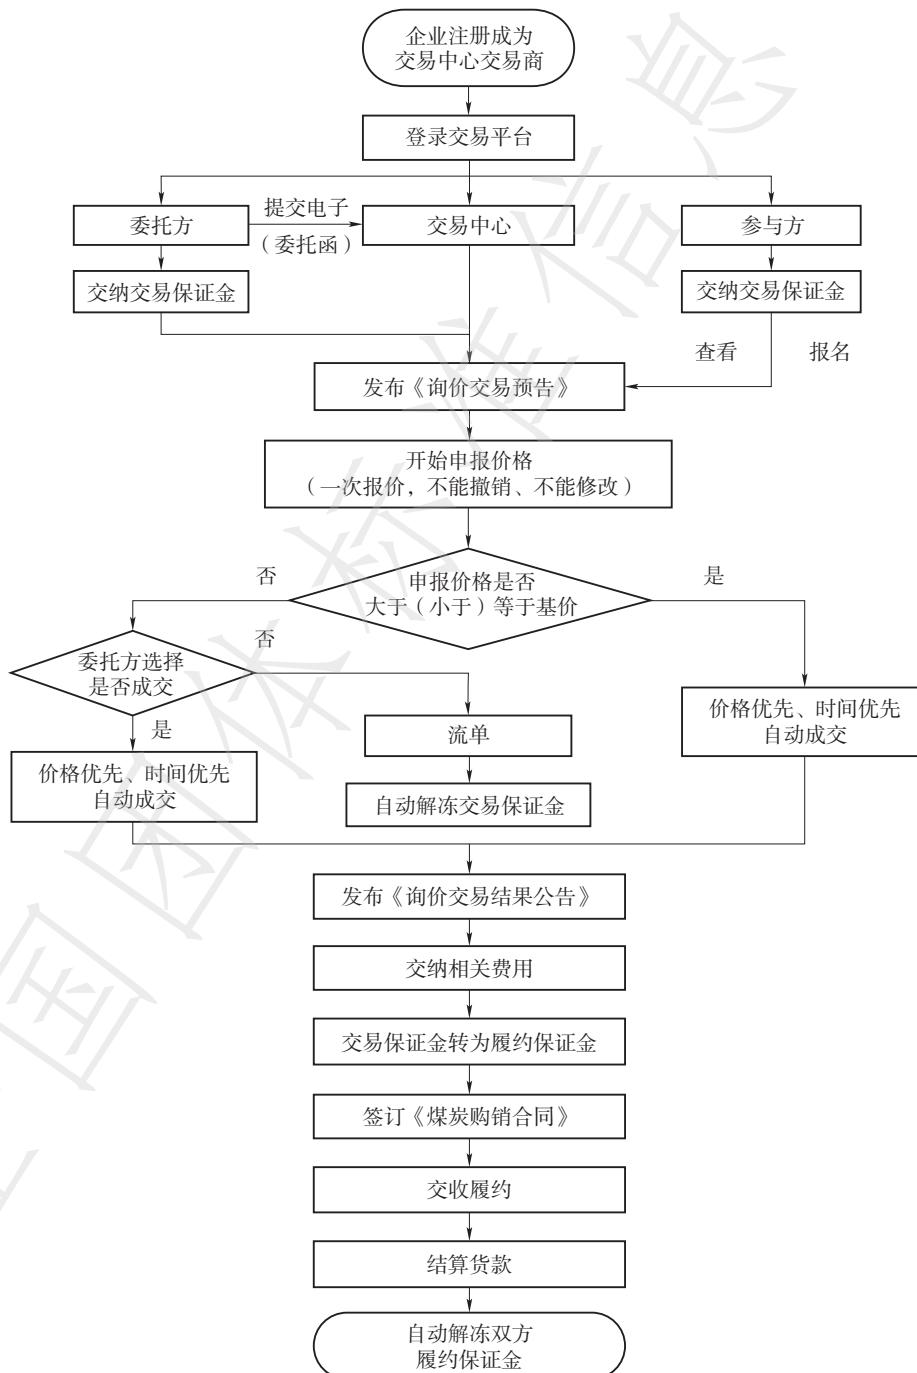 企业注册成为
交易中心交易商
登录交易平台
委托方
提交电子
（委托函）
交易中心
参与方
交纳交易保证金
交纳交易保证金
查看
报名
发布《询价交易预告》
开始申报价格
（一次报价，不能撤销、不能修改）
否
申报价格是否
大于（小于）等于基价
是
委托方选择
是否成交
否
是
流单
价格优先、时间优先
自动成交
价格优先、时间优先
自动成交
自动解冻交易保证金
发布《询价交易结果公告》
交纳相关费用
交易保证金转为履约保证金
签订《煤炭购销合同》
交收履约
结算货款
自动解冻双方
履约保证金
国团体标准信息